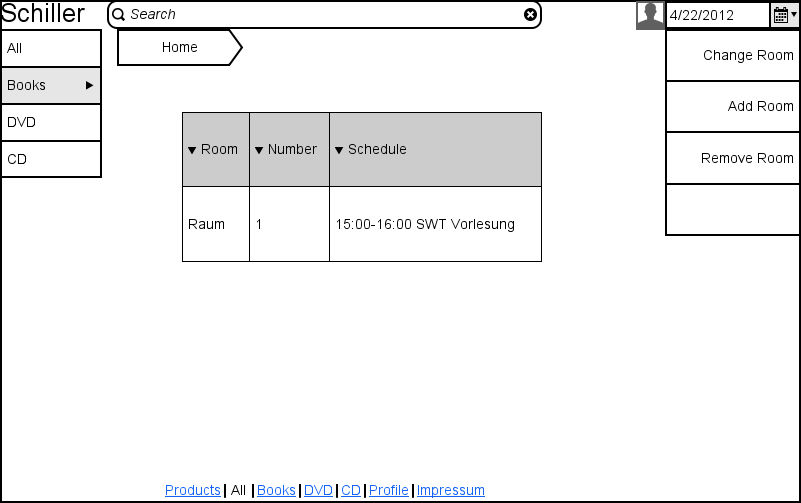 Schiller
Search
4/22/2012
All
Books
DVD
CD
Home
Change Room
Add Room
Remove Room
Room Number Schedule
Raum 1 15:00-16:00 SWT Vorlesung
Products | All | Books | DVD | CD | Profile | Impressum